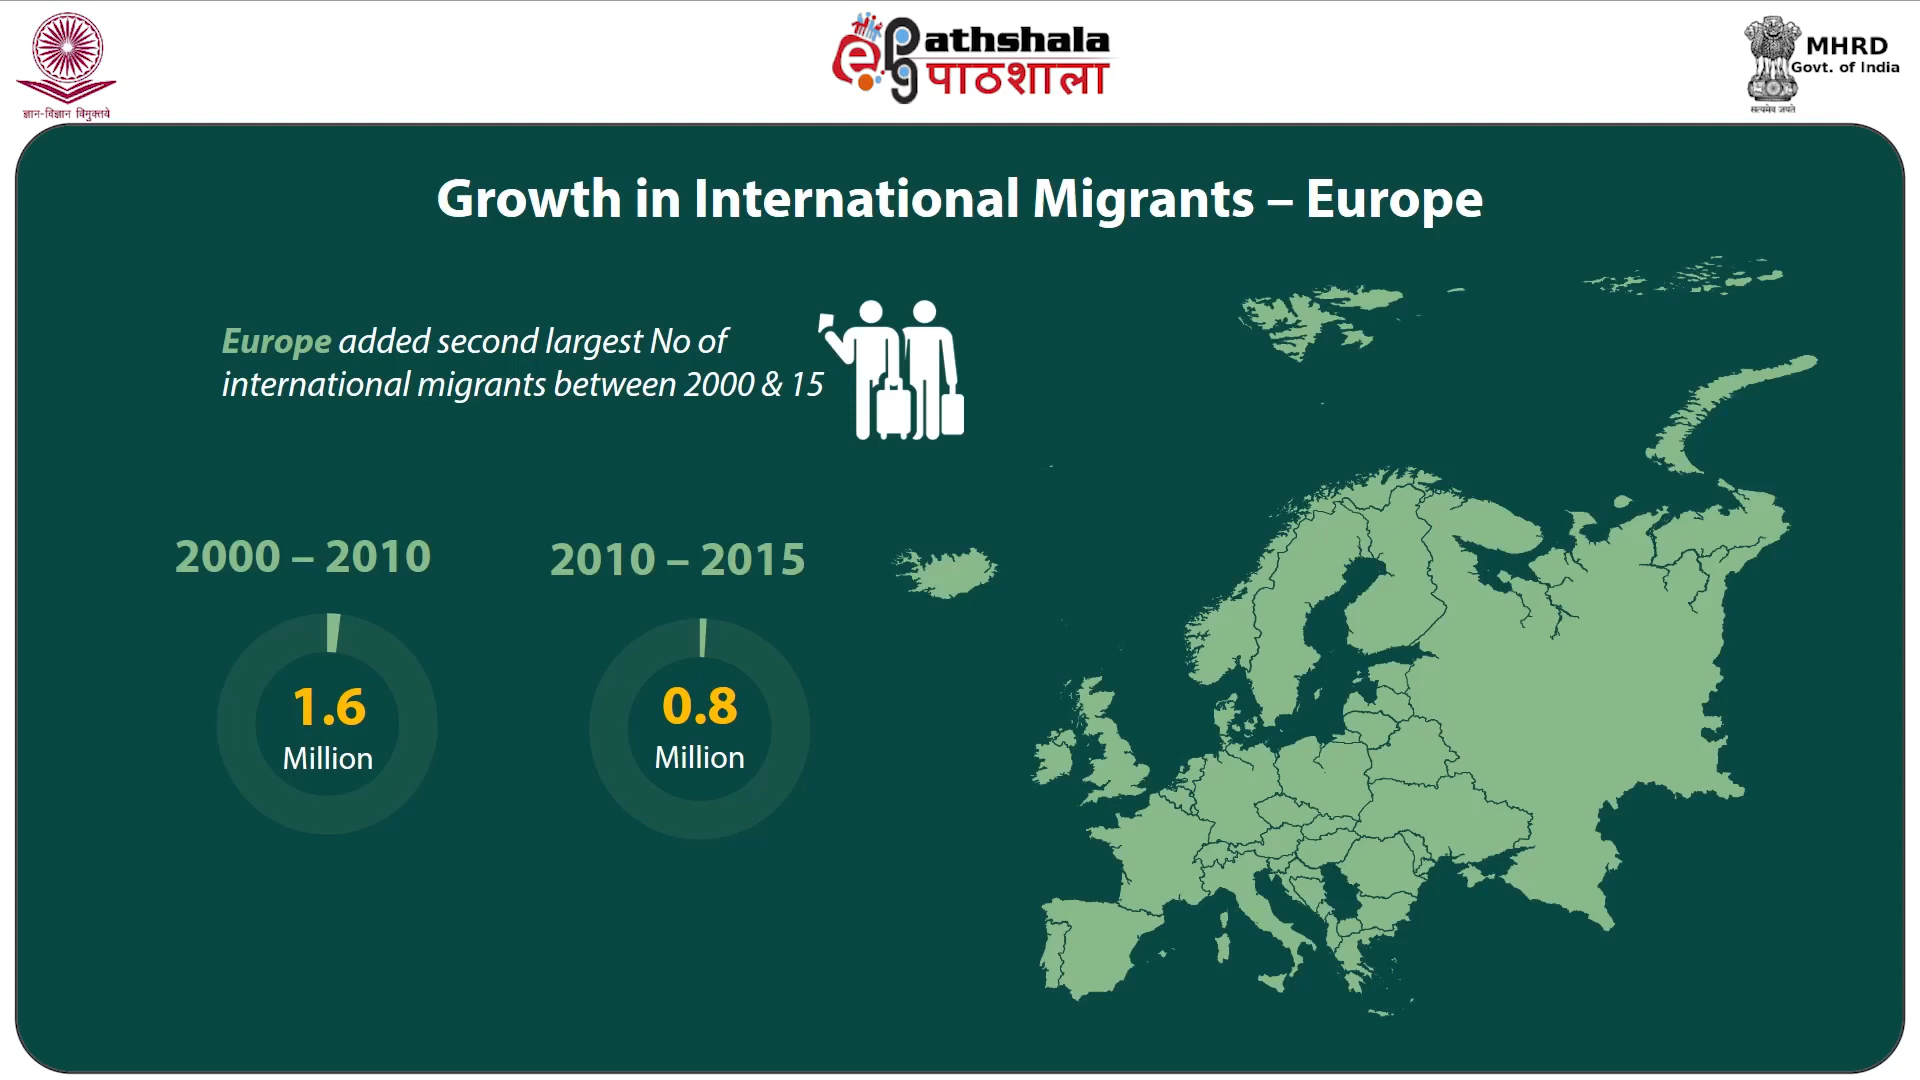 ज्ञान-विज्ञान विमुक्तये
e
PG
athshala
पाठशाला
MHRD
Govt. of India
सत्यमेव जयते
Growth in International Migrants – Europe
Europe added second largest No of
international migrants between 2000 & 15
2000 – 2010
2010 – 2015
1.6
Million
0.8
Million